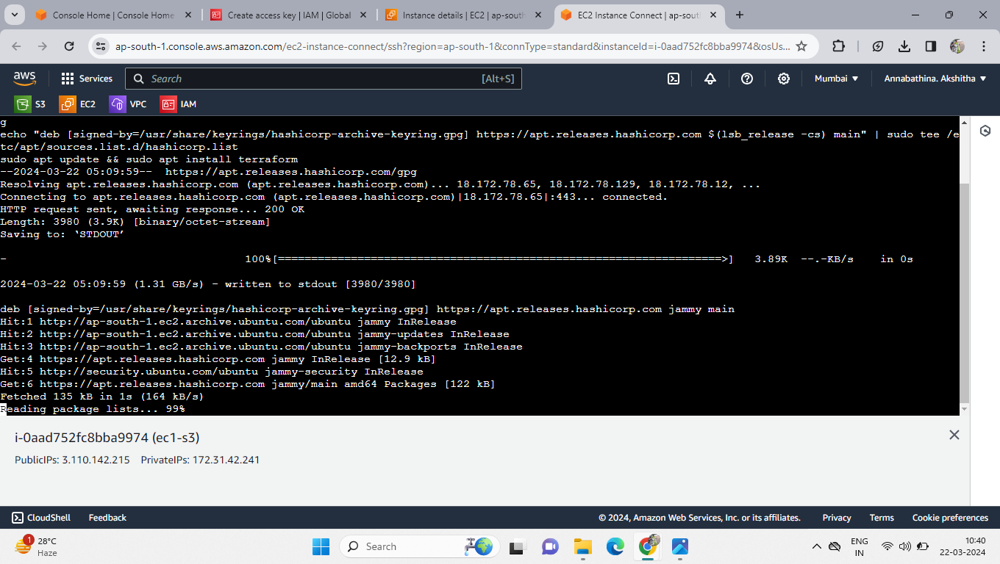 Console Home | Console Home
Create access key | IAM | Global
Instance details | EC2 | ap-sout
EC2 Instance Connect | ap-sout
ap-south-1.console.aws.amazon.com/ec2-instance-connect/ssh?region=ap-south-1&connType=standard&instanceId=i-0aad752fc8bba9974&osUs...
aws
Services
Search
[Alt+S]
Mumbai
Annabathina. Akshitha
S3
EC2
VPC
IAM
g
echo "deb [signed-by=/usr/share/keyrings/hashicorp-archive-keyring.gpg] https://apt.releases.hashicorp.com $(lsb_release -cs) main" | sudo tee /e
tc/apt/sources.list.d/hashicorp.list
sudo apt update && sudo apt install terraform
--2024-03-22 05:09:59--  https://apt.releases.hashicorp.com/gpg
Resolving apt.releases.hashicorp.com (apt.releases.hashicorp.com)... 18.172.78.65, 18.172.78.129, 18.172.78.12, ...
Connecting to apt.releases.hashicorp.com (apt.releases.hashicorp.com)|18.172.78.65|:443... connected.
HTTP request sent, awaiting response... 200 OK
Length: 3980 (3.9K) [binary/octet-stream]
Saving to: ‘STDOUT’
-                                    100%[===================================================================>]   3.89K  --.-KB/s    in 0s
2024-03-22 05:09:59 (1.31 GB/s) - written to stdout [3980/3980]
deb [signed-by=/usr/share/keyrings/hashicorp-archive-keyring.gpg] https://apt.releases.hashicorp.com jammy main
Hit:1 http://ap-south-1.ec2.archive.ubuntu.com/ubuntu jammy InRelease
Hit:2 http://ap-south-1.ec2.archive.ubuntu.com/ubuntu jammy-updates InRelease
Hit:3 http://ap-south-1.ec2.archive.ubuntu.com/ubuntu jammy-backports InRelease
Get:4 https://apt.releases.hashicorp.com jammy InRelease [12.9 kB]
Hit:5 http://security.ubuntu.com/ubuntu jammy-security InRelease
Get:6 https://apt.releases.hashicorp.com jammy/main amd64 Packages [122 kB]
Fetched 135 kB in 1s (164 kB/s)
Reading package lists... 99%
i-0aad752fc8bba9974 (ec1-s3)
PublicIPs: 3.110.142.215 PrivateIPs: 172.31.42.241
CloudShell
Feedback
© 2024, Amazon Web Services, Inc. or its affiliates.
Privacy
Terms
Cookie preferences
1
28°C
Haze
Search
ENG
IN
10:40
22-03-2024